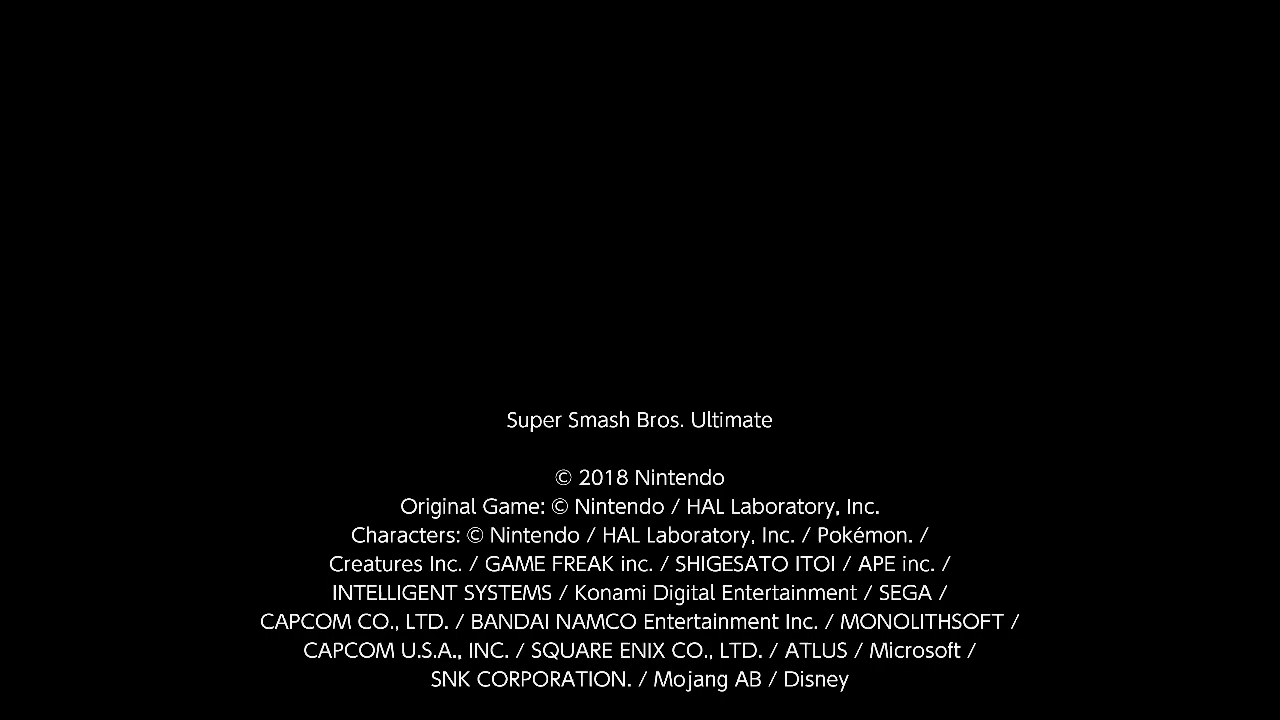 Super Smash Bros. Ultimate
© 2018 Nintendo
Original Game: © Nintendo / HAL Laboratory, Inc.
Characters: © Nintendo / HAL Laboratory, Inc. / Pokémon. /
Creatures Inc. / GAME FREAK inc. / SHIGESATO ITOI / APE inc. /
INTELLIGENT SYSTEMS / Konami Digital Entertainment / SEGA /
CAPCOM CO., LTD. / BANDAI NAMCO Entertainment Inc. / MONOLITHSOFT /
CAPCOM U.S.A., INC. / SQUARE ENIX CO., LTD. / ATLUS / Microsoft /
SNK CORPORATION. / Mojang AB / Disney